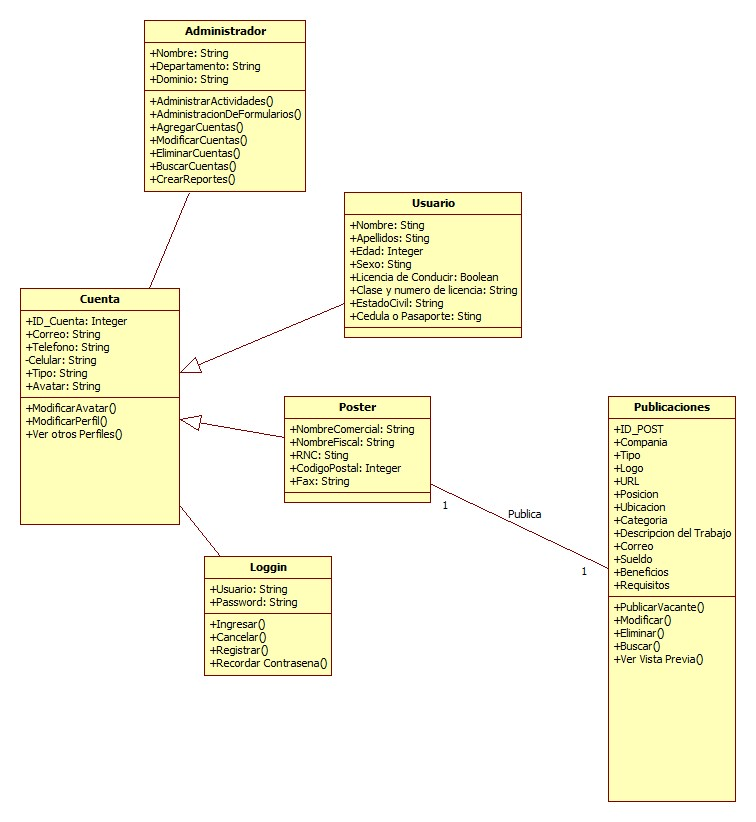 Administrador
+Nombre: String
+Departamento: String
+Dominio: String
+AdministrarActividades()
+AdministracionDeFormularios()
+AgregarCuentas()
+ModificarCuentas()
+EliminarCuentas()
+BuscarCuentas()
+CrearReportes()
Usuario
+Nombre: Sting
+Apellidos: Sting
+Edad: Integer
+Sexo: Sting
+Licencia de Conducir: Boolean
+Clase y numero de licencia: String
+EstadoCivil: String
+Cedula o Pasaporte: Sting
Cuenta
+ID_Cuenta: Integer
+Correo: String
+Telefono: String
-Celular: String
+Tipo: String
+Avatar: String
+ModificarAvatar()
+ModificarPerfil()
+Ver otros Perfiles()
Poster
+NombreComercial: String
+NombreFiscal: String
+RNC: Sting
+CodigoPostal: Integer
+Fax: String
1
Publica
1
Publicaciones
+ID_POST
+Compania
+Tipo
+Logo
+URL
+Posicion
+Ubicacion
+Categoria
+Descripcion del Trabajo
+Correo
+Sueldo
+Beneficios
+Requisitos
+PublicarVacante()
+Modificar()
+Eliminar()
+Buscar()
+Ver Vista Previa()
Loggin
+Usuario: String
+Password: String
+Ingresar()
+Cancelar()
+Registrar()
+Recordar Contrasena()